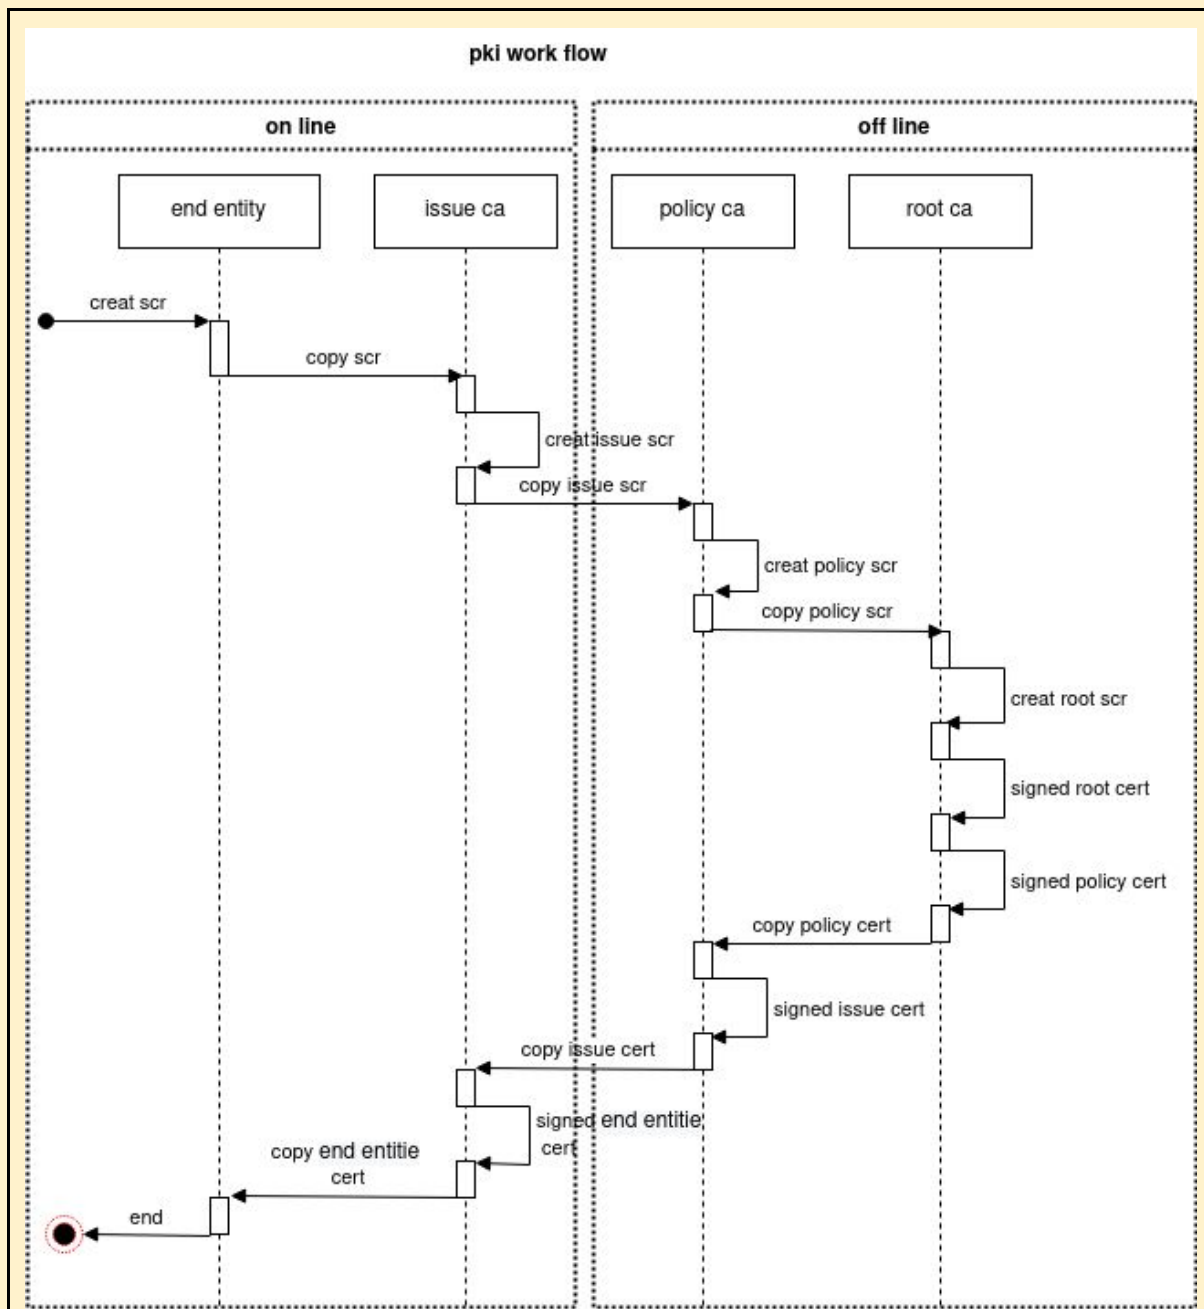 pki work flow
on line
off line
end entity
issue ca
policy ca
root ca
creat scr
copy scr
creat issue scr
copy issue scr
creat policy scr
copy policy scr
creat root scr
signed root cert
signed policy cert
copy policy cert
signed issue cert
copy issue cert
signed end entitie
cert
copy end entitie
cert
end